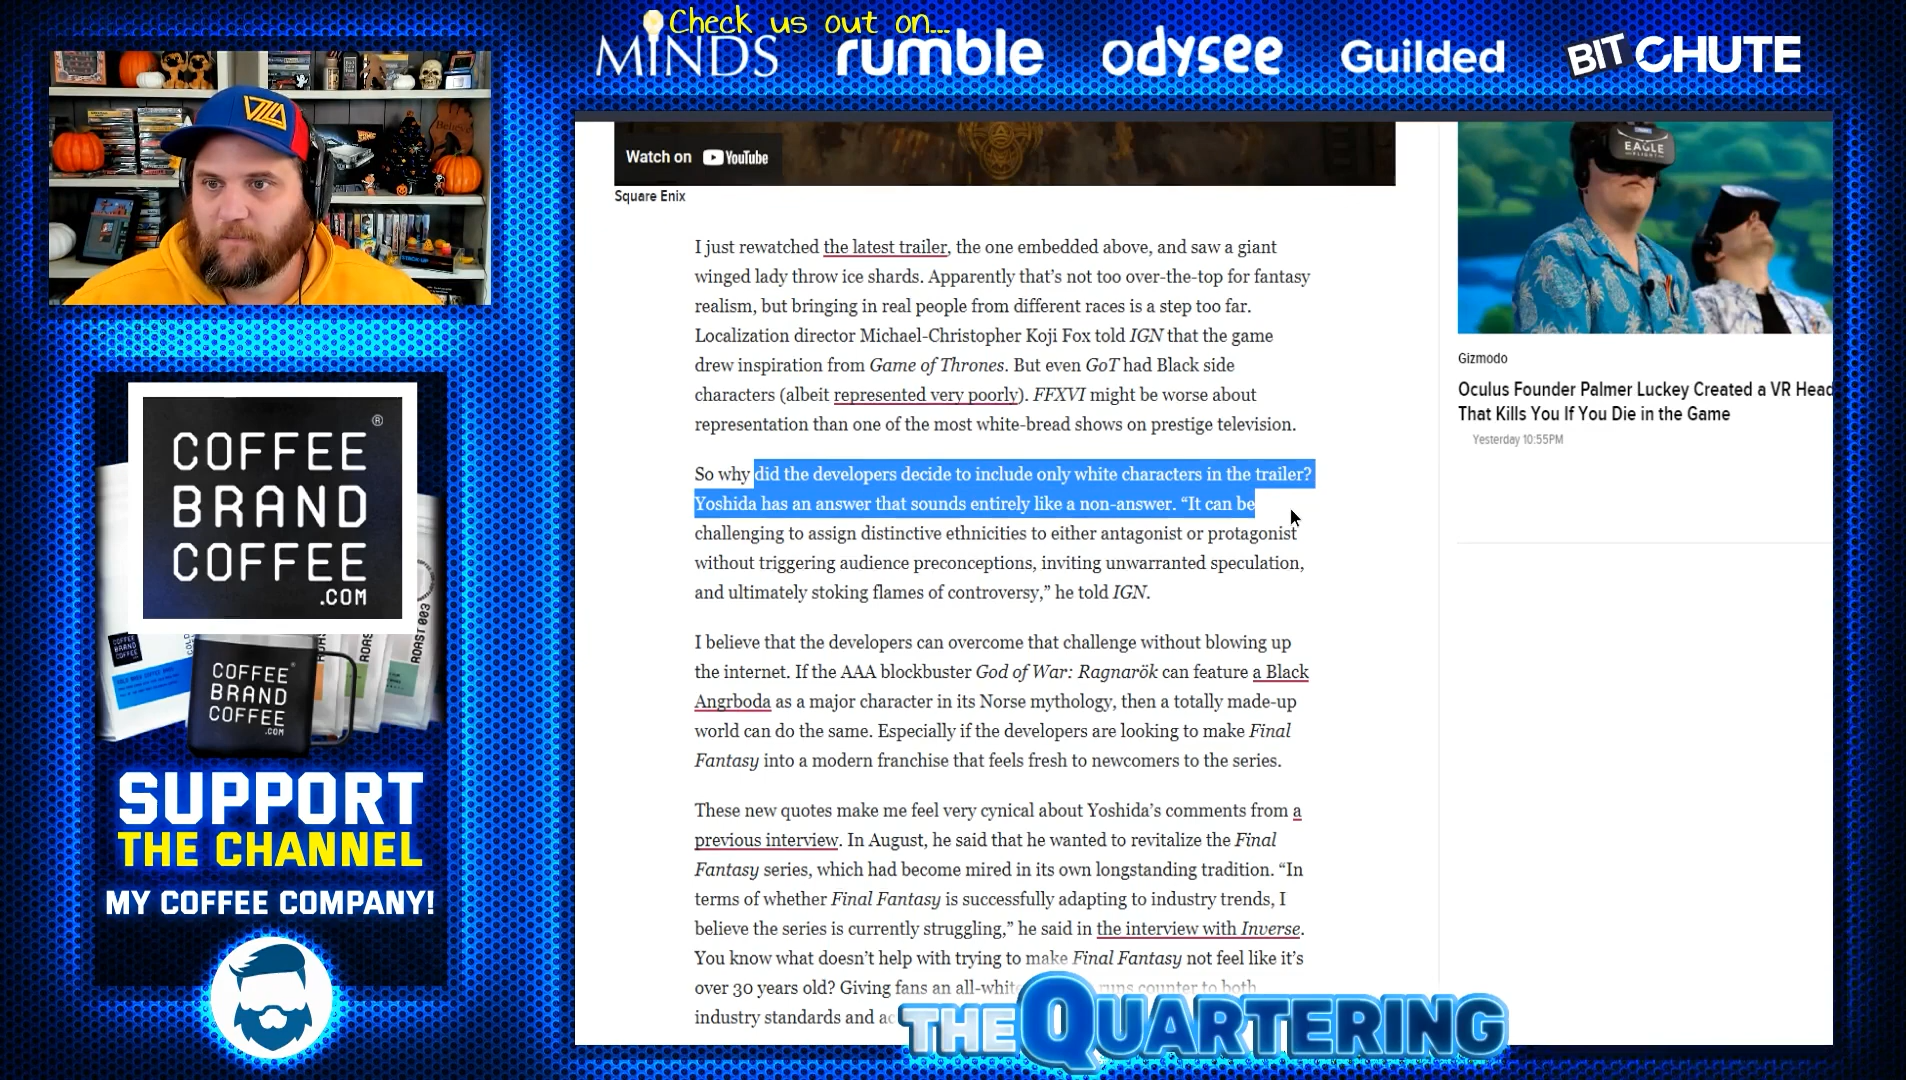 Check us out on...
MINDS
rumble
odysee
Guilded
BITCHUTE
Watch on YouTube
Square Enix
I just rewatched the latest trailer, the one embedded above, and saw a giant
winged lady throw ice shards. Apparently that's not too over-the-top for fantasy
realism, but bringing in real people from different races is a step too far.
Localization director Michael-Christopher Koji Fox told IGN that the game
drew inspiration from Game of Thrones. But even GoT had Black side
characters (albeit represented very poorly). FFXVI might be worse about
representation than one of the most white-bread shows on prestige television.
So why did the developers decide to include only white characters in the trailer?
Yoshida has an answer that sounds entirely like a non-answer. “It can be
challenging to assign distinctive ethnicities to either antagonist or protagonist
without triggering audience preconceptions, inviting unwarranted speculation,
and ultimately stoking flames of controversy,” he told IGN.
I believe that the developers can overcome that challenge without blowing up
the internet. If the AAA blockbuster God of War: Ragnarök can feature a Black
Angrboda as a major character in its Norse mythology, then a totally made-up
world can do the same. Especially if the developers are looking to make Final
Fantasy into a modern franchise that feels fresh to newcomers to the series.
These new quotes make me feel very cynical about Yoshida's comments from a
previous interview. In August, he said that he wanted to revitalize the Final
Fantasy series, which had become mired in its own longstanding tradition. “In
terms of whether Final Fantasy is successfully adapting to industry trends, I
believe the series is currently struggling,” he said in the interview with Inverse.
You know what doesn't help with trying to make Final Fantasy not feel like it's
over 30 years old? Giving fans an all-white runs counter to both
industry standards and
EAGLE
FLIGHT
Gizmodo
Oculus Founder Palmer Luckey Created a VR Head
That Kills You If You Die in the Game
Yesterday 10:55PM
COFFEE ®
BRAND
COFFEE
.COM
COFFEE ®
BRAND
COFFEE
.COM
ROAST 003
SUPPORT
THE CHANNEL
MY COFFEE COMPANY!
THE QUARTERING